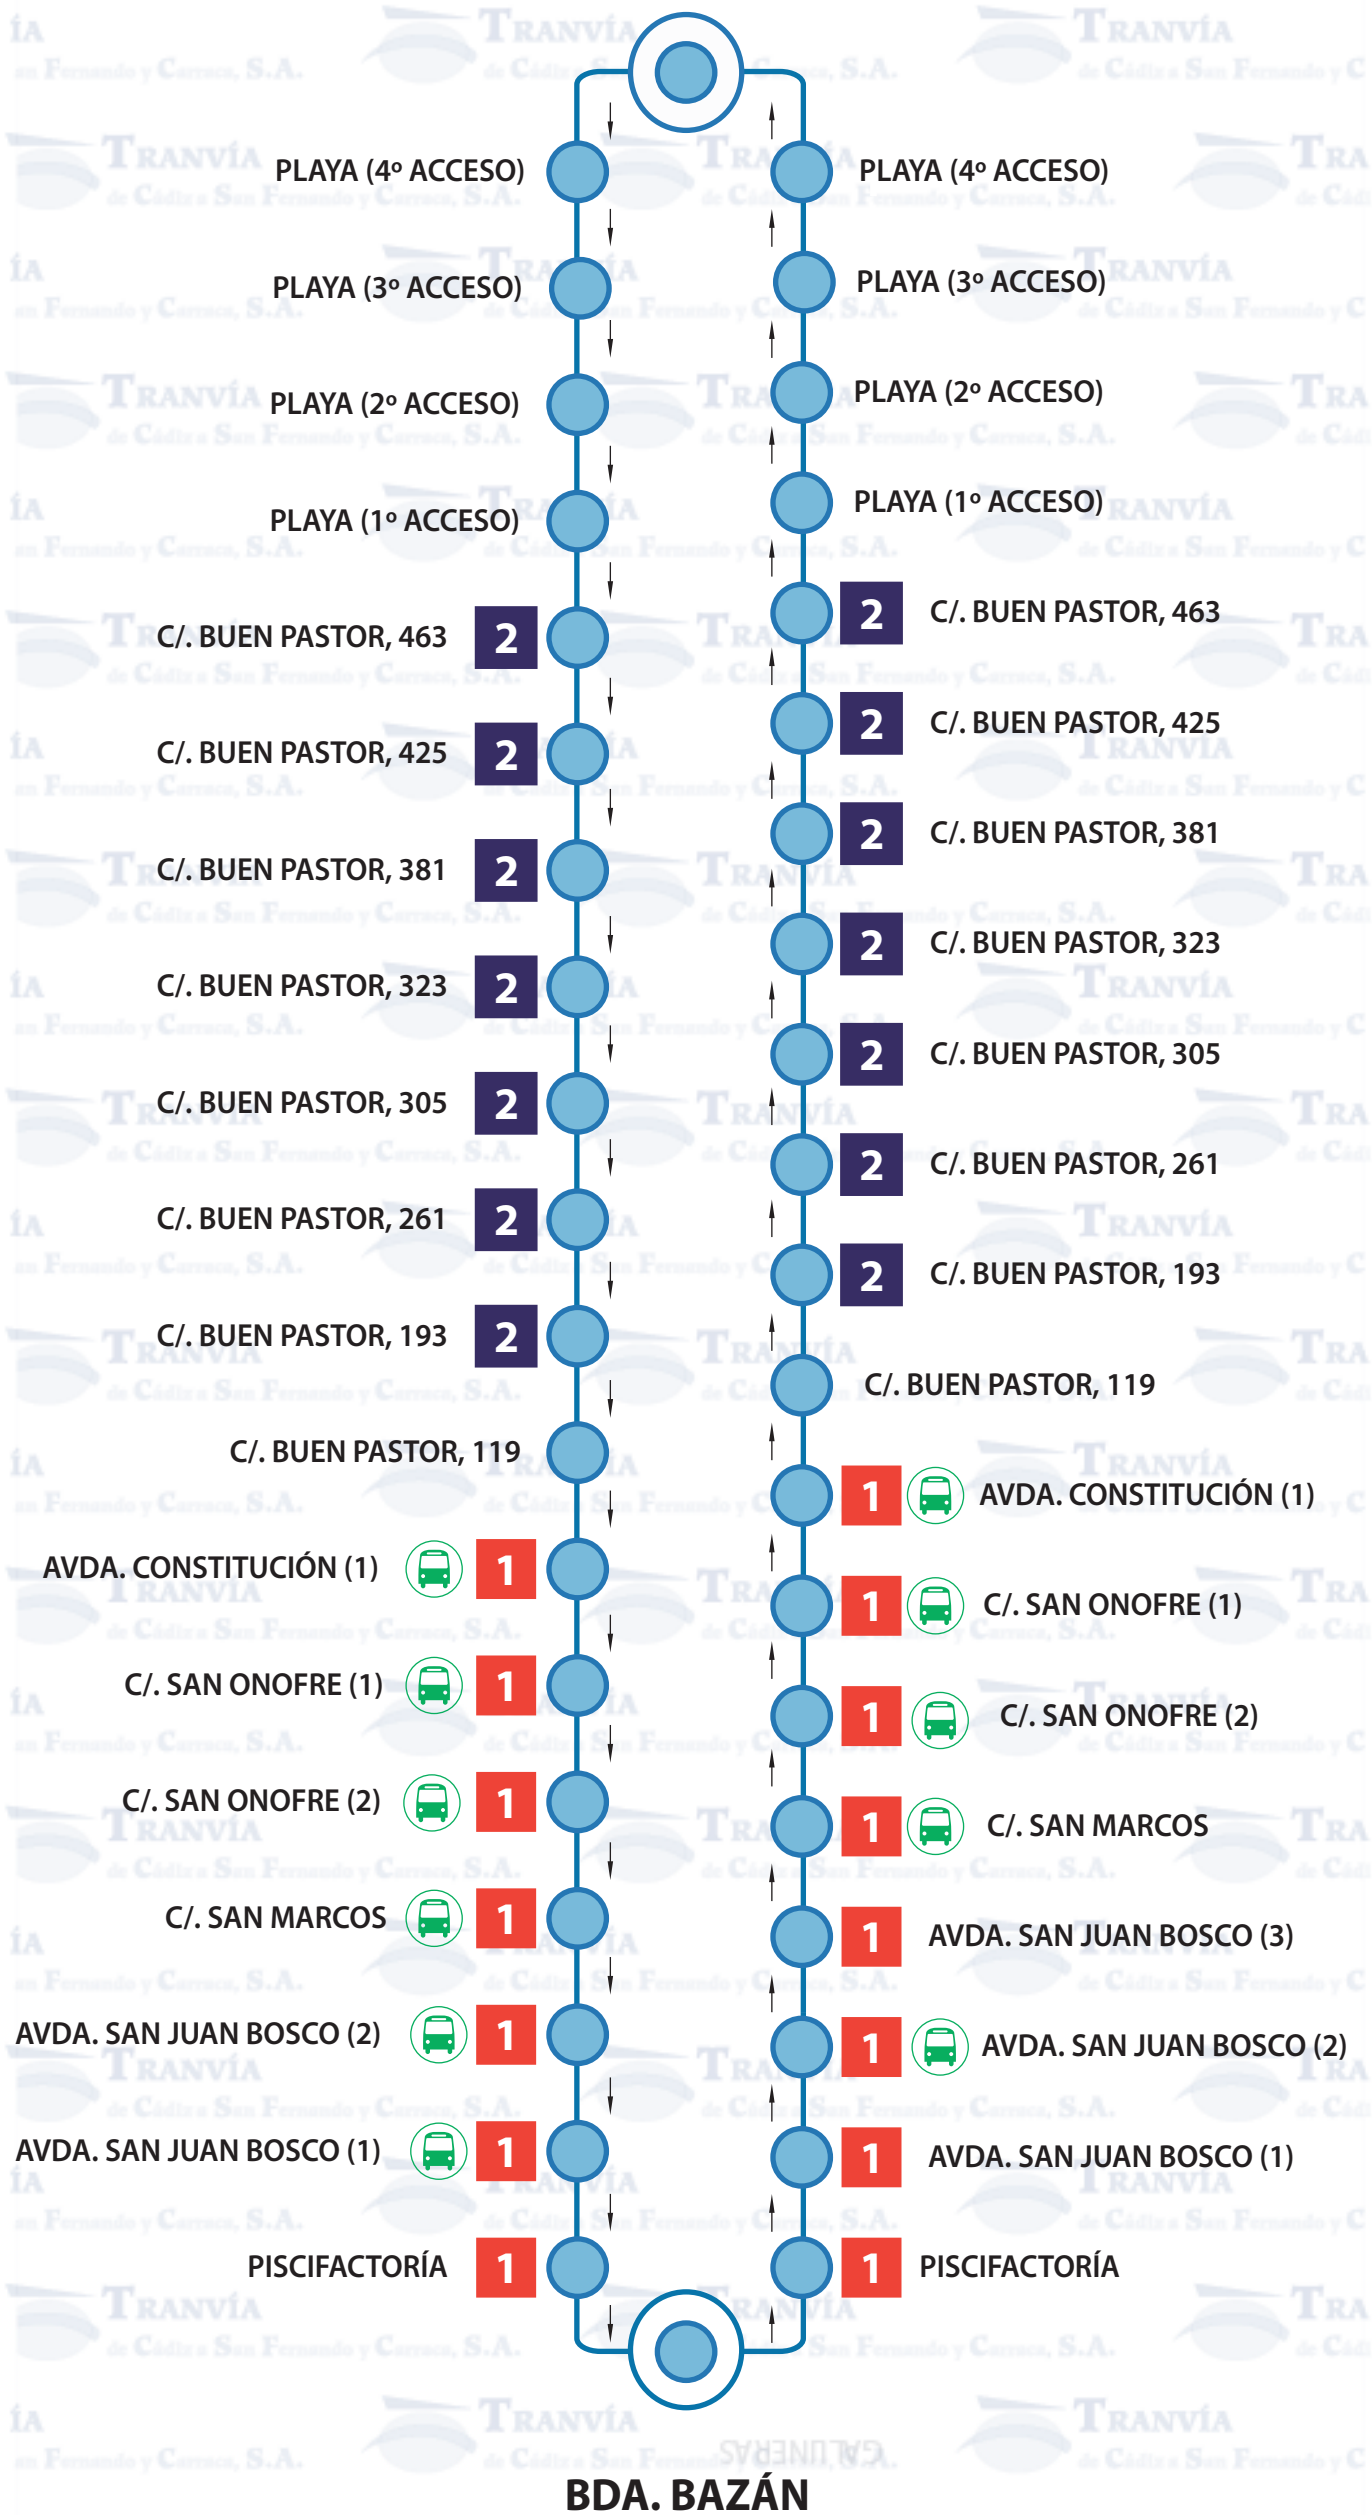 PLAYA (4º ACCESO)
PLAYA (3º ACCESO)
PLAYA (2º ACCESO)
PLAYA (1º ACCESO)
C/. BUEN PASTOR, 463 2
C/. BUEN PASTOR, 425 2
C/. BUEN PASTOR, 381 2
C/. BUEN PASTOR, 323 2
C/. BUEN PASTOR, 305 2
C/. BUEN PASTOR, 261 2
C/. BUEN PASTOR, 193 2
C/. BUEN PASTOR, 119
AVDA. CONSTITUCIÓN (1) 1
C/. SAN ONOFRE (1) 1
C/. SAN ONOFRE (2) 1
C/. SAN MARCOS 1
AVDA. SAN JUAN BOSCO (2) 1
AVDA. SAN JUAN BOSCO (1) 1
PISCIFACTORÍA 1
PLAYA (4º ACCESO)
PLAYA (3º ACCESO)
PLAYA (2º ACCESO)
PLAYA (1º ACCESO)
2 C/. BUEN PASTOR, 463
2 C/. BUEN PASTOR, 425
2 C/. BUEN PASTOR, 381
2 C/. BUEN PASTOR, 323
2 C/. BUEN PASTOR, 305
2 C/. BUEN PASTOR, 261
2 C/. BUEN PASTOR, 193
C/. BUEN PASTOR, 119
1 AVDA. CONSTITUCIÓN (1)
1 C/. SAN ONOFRE (1)
1 C/. SAN ONOFRE (2)
1 C/. SAN MARCOS
1 AVDA. SAN JUAN BOSCO (3)
1 AVDA. SAN JUAN BOSCO (2)
1 AVDA. SAN JUAN BOSCO (1)
1 PISCIFACTORÍA
BDA. BAZÁN
TRANVÍA
de Cádiz a San Fernando y Carraca, S.A.